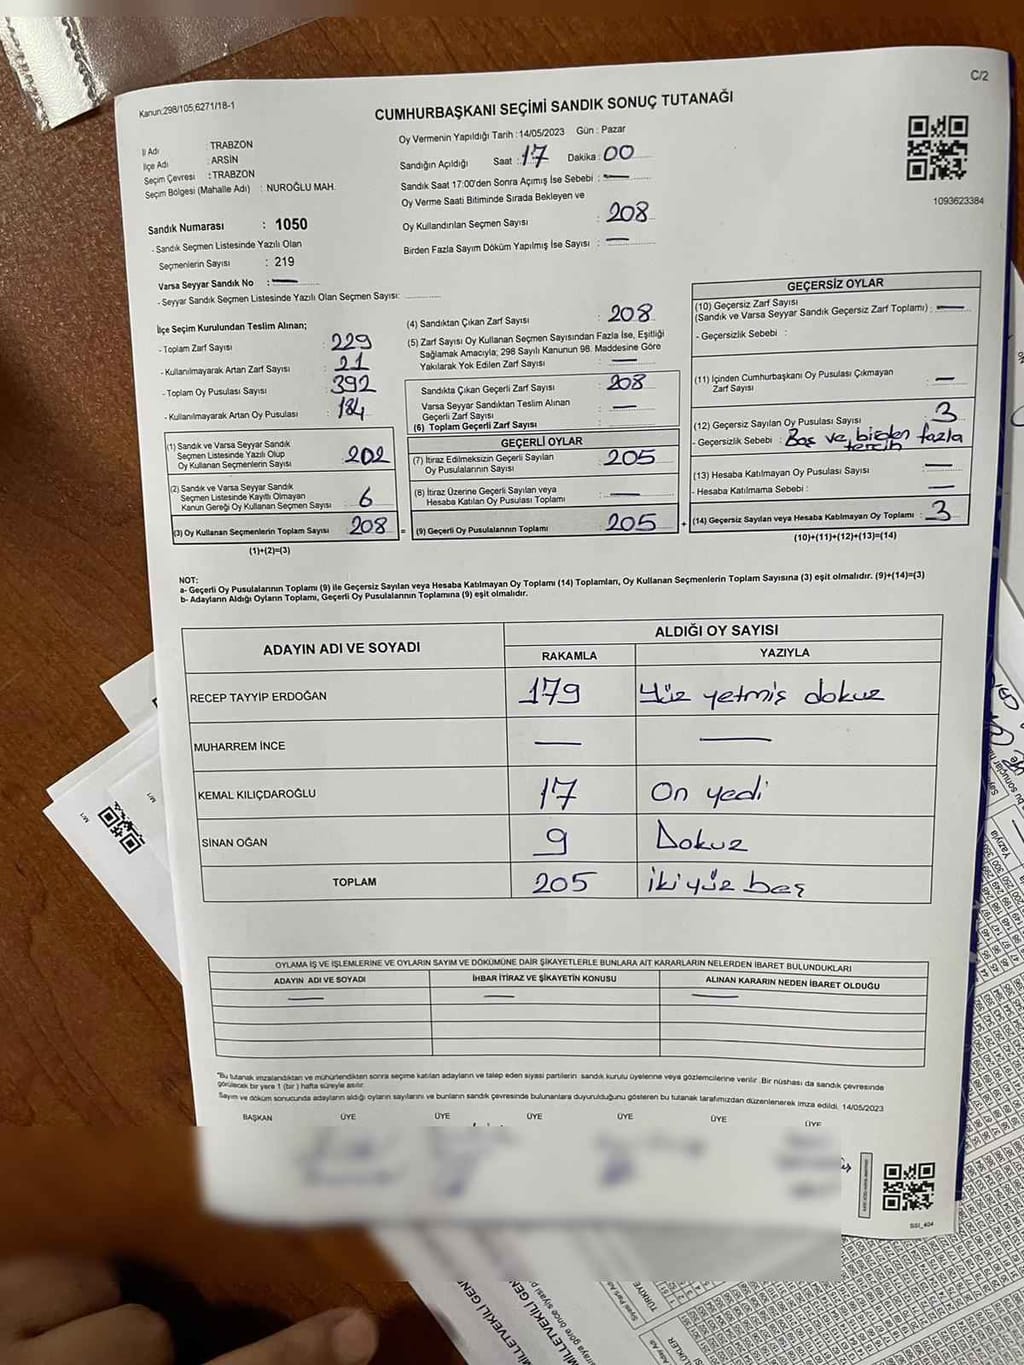 C/2
Kanun:298/105;6271/18-1
CUMHURBAŞKANI SEÇİMİ SANDIK SONUÇ TUTANAĞI
İl Adı : TRABZON
İlçe Adı : ARSİN
Seçim Çevresi : TRABZON
Seçim Bölgesi (Mahalle Adı) : NUROĞLU MAH.
Sandık Numarası : 1050
- Sandık Seçmen Listesinde Yazılı Olan
Seçmenlerin Sayısı : 219
Varsa Seyyar Sandık No : —
- Seyyar Sandık Seçmen Listesinde Yazılı Olan Seçmen Sayısı:
Oy Vermenin Yapıldığı Tarih : 14/05/2023 Gün : Pazar
Sandığın Açıldığı Saat : 17 Dakika : 00
Sandık Saat 17:00'den Sonra Açımış İse Sebebi : —
Oy Verme Saati Bitiminde Sırada Bekleyen ve
Oy Kullandırılan Seçmen Sayısı : 208
Birden Fazla Sayım Döküm Yapılmış İse Sayısı : —
1093623384
İlçe Seçim Kurulundan Teslim Alınan;
- Toplam Zarf Sayısı : 229
- Kullanılmayarak Artan Zarf Sayısı : 21
- Toplam Oy Pusulası Sayısı : 392
- Kullanılmayarak Artan Oy Pusulası : 184
(1) Sandık ve Varsa Seyyar Sandık
Seçmen Listesinde Yazılı Olup
Oy Kullanan Seçmenlerin Sayısı : 202
(2) Sandık ve Varsa Seyyar Sandık
Seçmen Listesinde Kayıtlı Olmayan
Kanun Gereği Oy Kullanan Seçmen Sayısı : 6
(3) Oy Kullanan Seçmenlerin Toplam Sayısı : 208 =
(1)+(2)=(3)
(4) Sandıktan Çıkan Zarf Sayısı : 208
(5) Zarf Sayısı Oy Kullanan Seçmen Sayısından Fazla İse, Eşitliği
Sağlamak Amacıyla; 298 Sayılı Kanunun 98. Maddesine Göre
Yakılarak Yok Edilen Zarf Sayısı : —
Sandıkta Çıkan Geçerli Zarf Sayısı : 208
Varsa Seyyar Sandıktan Teslim Alınan
Geçerli Zarf Sayısı : —
(6) Toplam Geçerli Zarf Sayısı :
GEÇERLİ OYLAR
(7) İtiraz Edilmeksizin Geçerli Sayılan
Oy Pusulalarının Sayısı : 205
(8) İtiraz Üzerine Geçerli Sayılan veya
Hesaba Katılan Oy Pusulası Toplamı : —
(9) Geçerli Oy Pusulalarının Toplamı : 205 +
GEÇERSİZ OYLAR
(10) Geçersiz Zarf Sayısı
(Sandık ve Varsa Seyyar Sandık Geçersiz Zarf Toplamı) : —
- Geçersizlik Sebebi :
(11) İçinden Cumhurbaşkanı Oy Pusulası Çıkmayan
Zarf Sayısı : —
(12) Geçersiz Sayılan Oy Pusulası Sayısı : 3
- Geçersizlik Sebebi : Boş ve birden fazla
tercih
(13) Hesaba Katılmayan Oy Pusulası Sayısı : —
- Hesaba Katılmama Sebebi : —
(14) Geçersiz Sayılan veya Hesaba Katılmayan Oy Toplamı : 3
(10)+(11)+(12)+(13)=(14)
NOT:
a- Geçerli Oy Pusulalarının Toplamı (9) ile Geçersiz Sayılan veya Hesaba Katılmayan Oy Toplamı (14) Toplamları, Oy Kullanan Seçmenlerin Toplam Sayısına (3) eşit olmalıdır. (9)+(14)=(3)
b- Adayların Aldığı Oyların Toplamı, Geçerli Oy Pusulalarının Toplamına (9) eşit olmalıdır.
ADAYIN ADI VE SOYADI ALDIĞI OY SAYISI
RAKAMLA YAZIYLA
RECEP TAYYİP ERDOĞAN 179 Yüz yetmiş dokuz
MUHARREM İNCE — —
KEMAL KILIÇDAROĞLU 17 On yedi
SİNAN OĞAN 9 Dokuz
TOPLAM 205 İki yüz beş
OYLAMA İŞ VE İŞLEMLERİNE VE OYLARIN SAYIM VE DÖKÜMÜNE DAİR ŞİKAYETLERLE BUNLARA AİT KARARLARIN NELERDEN İBARET BULUNDUKLARI
ADAYIN ADI VE SOYADI İHBAR İTİRAZ VE ŞİKAYETİN KONUSU ALINAN KARARIN NEDEN İBARET OLDUĞU
— — —
"Bu tutanak imzalandıktan ve mühürlendikten sonra seçime katılan adayların ve talep eden siyasi partilerin sandık kurulu üyelerine veya gözlemcilerine verilir. Bir nüshası da sandık çevresinde
görülecek bir yere 1 (bir) hafta süreyle asılır.
Sayım ve döküm sonucunda adayların aldığı oyların sayılarını ve bunların sandık çevresinde bulunanlara duyurulduğunu gösteren bu tutanak tarafımızdan düzenlenerek imza edildi. 14/05/2023
BAŞKAN ÜYE ÜYE ÜYE ÜYE ÜYE ÜYE
SSI_404
M/1
M/1
MİLLETVEKİLİ GEN
MİLLETVEKİLİ GEN
TÜRKİYE